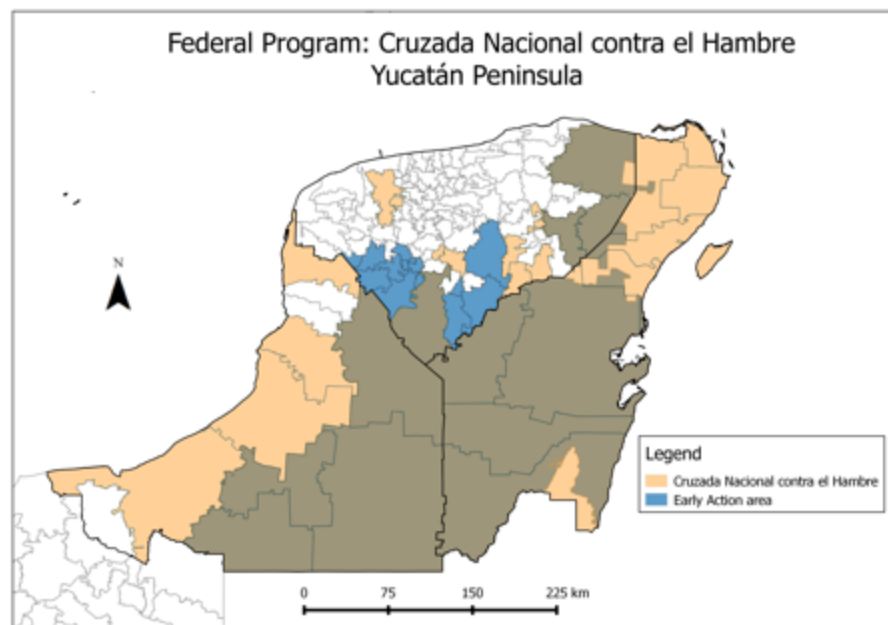 Federal Program: Cruzada Nacional contra el Hambre
Yucatán Peninsula
N
Legend
Cruzada Nacional contra el Hambre
Early Action area
0 75 150 225 km